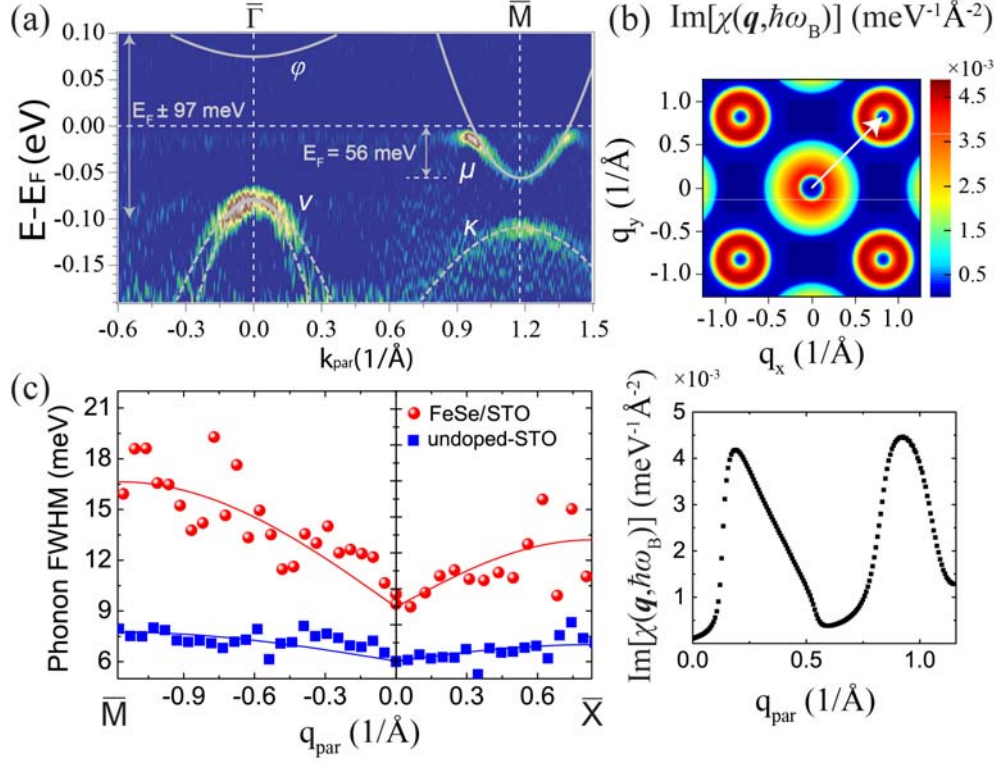 (a)
Γ̅
M̅
E-E_F (eV)
0.10
0.05
0.00
-0.05
-0.10
-0.15
φ
E_F ± 97 meV
E_F = 56 meV
μ
ν
κ
-0.6 -0.3 0.0 0.3 0.6 0.9 1.2 1.5
k_par(1/Å)
(b) Im[χ(q,ħω_B)] (meV⁻¹Å⁻²)
×10⁻³
q_y (1/Å)
1.0
0.5
0
-0.5
-1.0
-1.0 -0.5 0 0.5 1.0
q_x (1/Å)
4.5
4
3.5
3
2.5
2
1.5
1
0.5
(c)
Phonon FWHM (meV)
21
18
15
12
9
6
FeSe/STO
undoped-STO
-0.9 -0.6 -0.3 0.0 0.3 0.6
M̅
X̅
q_par (1/Å)
×10⁻³
Im[χ(q,ħω_B)] (meV⁻¹Å⁻²)
5
4
3
2
1
0
0.0 0.5 1.0
q_par (1/Å)